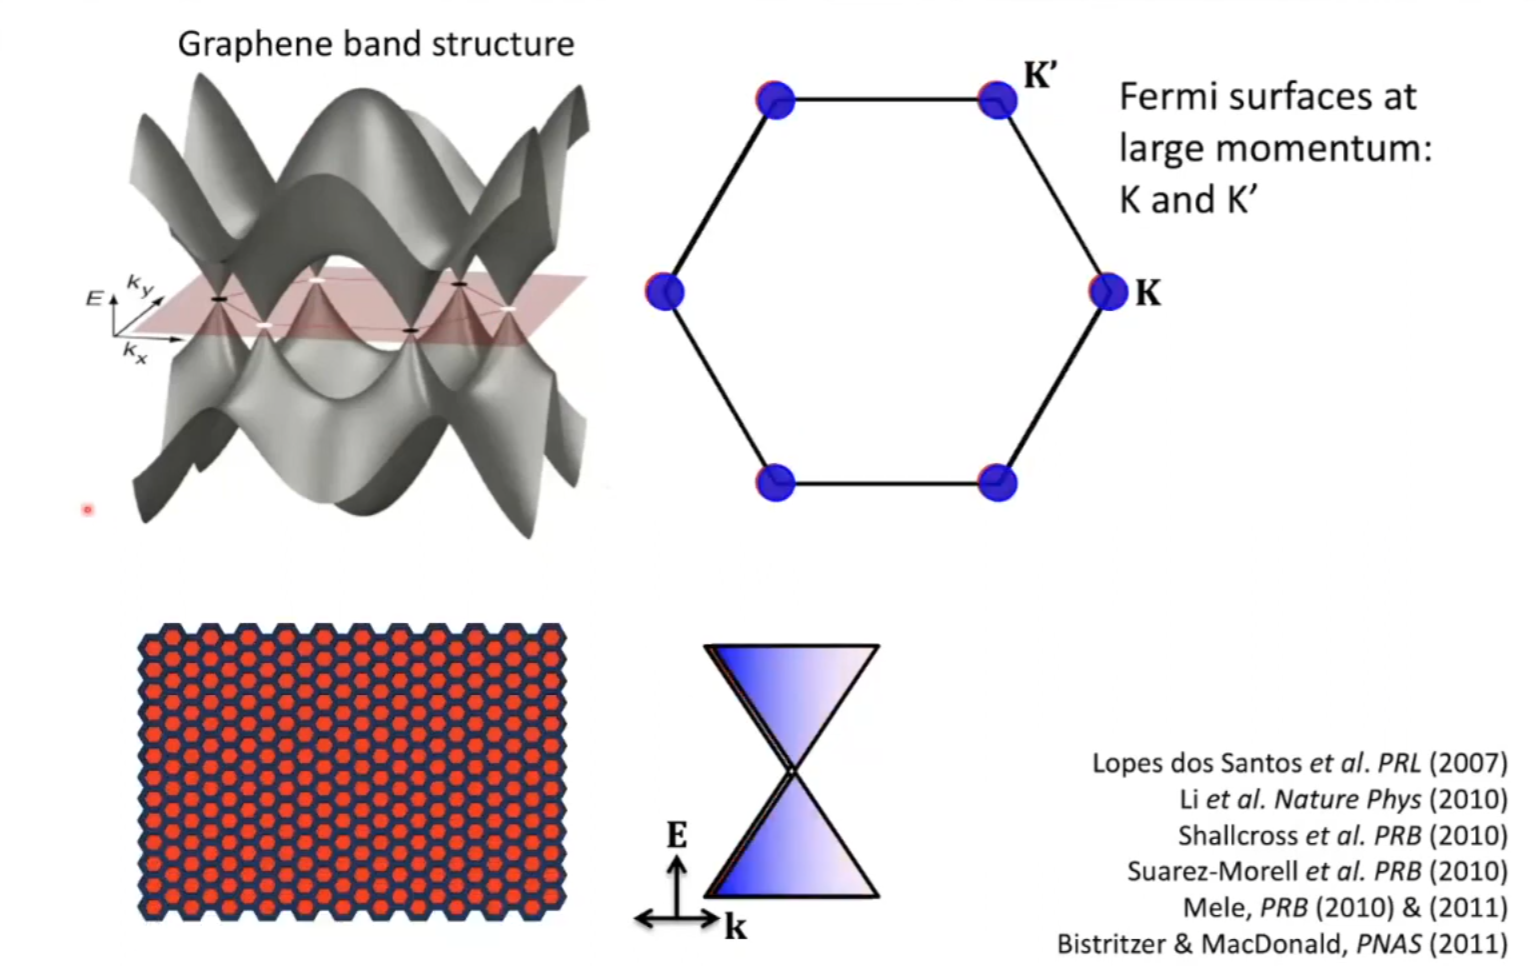 Graphene band structure
E
k_y
k_x
K’
K
Fermi surfaces at
large momentum:
K and K’
E
k
Lopes dos Santos et al. PRL (2007)
Li et al. Nature Phys (2010)
Shallcross et al. PRB (2010)
Suarez-Morell et al. PRB (2010)
Mele, PRB (2010) & (2011)
Bistritzer & MacDonald, PNAS (2011)